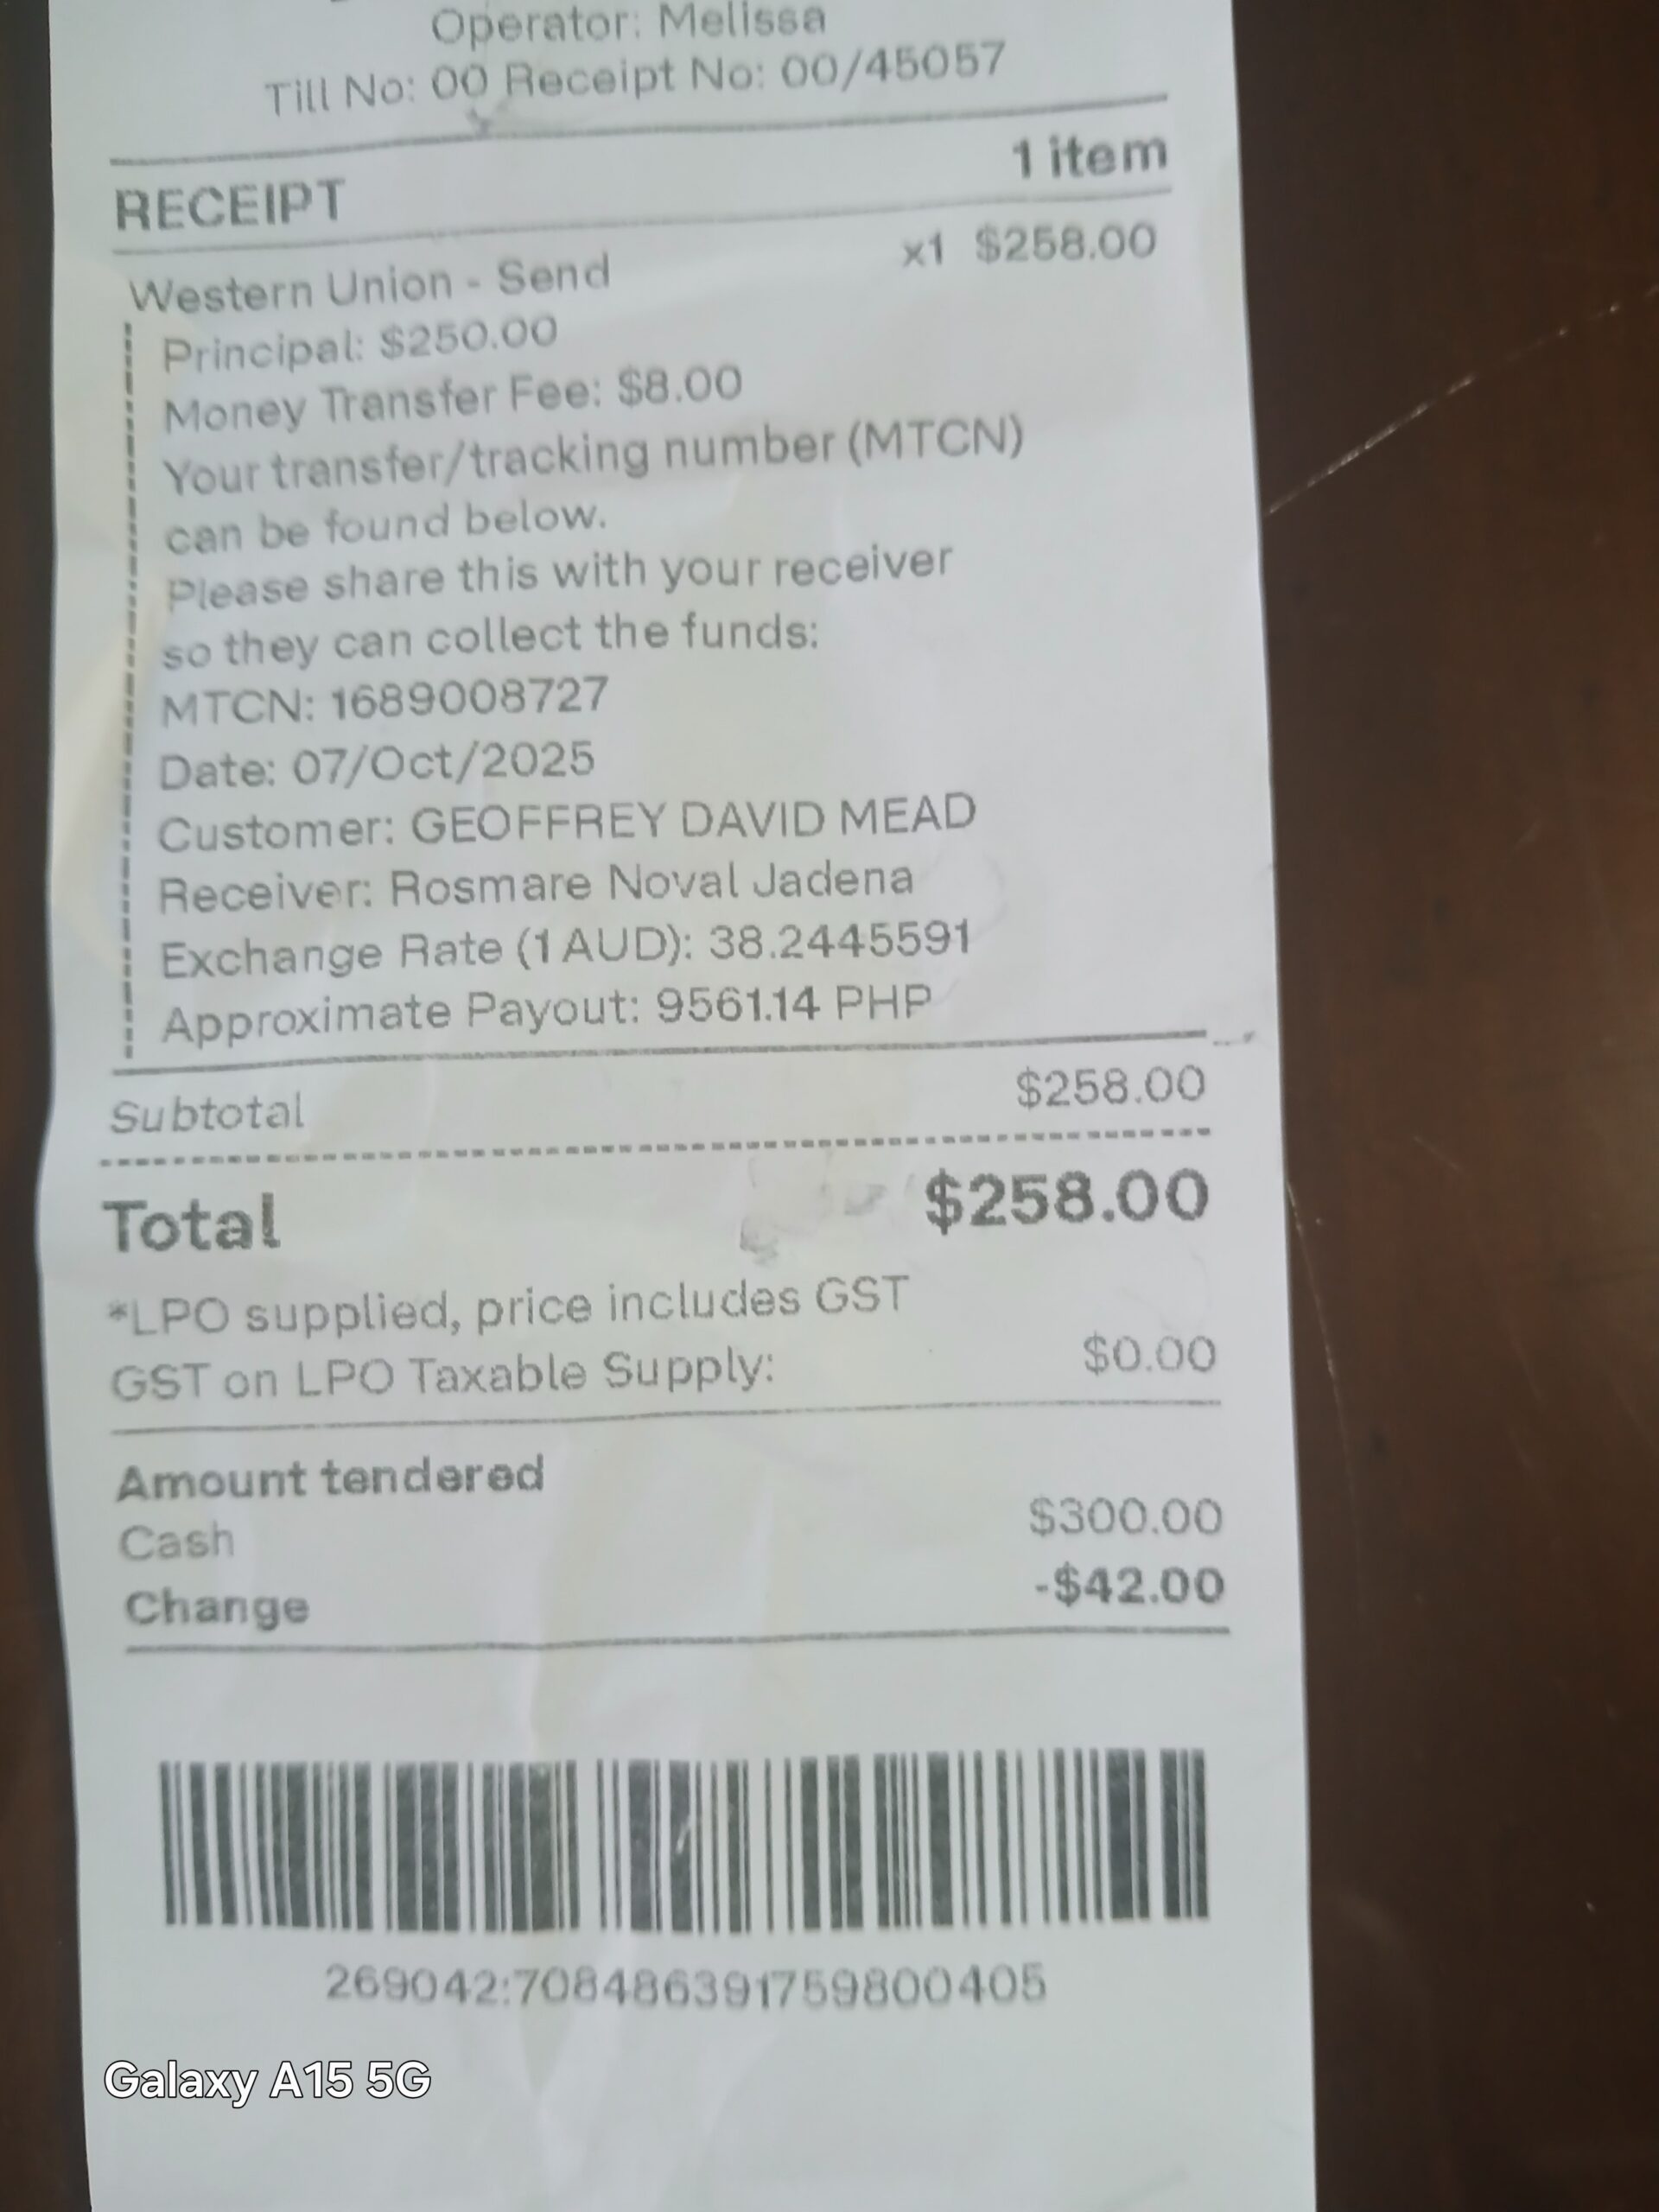 Operator: Melissa
Till No: 00 Receipt No: 00/45057
1 item
RECEIPT
Western Union - Send x1 $258.00
Principal: $250.00
Money Transfer Fee: $8.00
Your transfer/tracking number (MTCN)
can be found below.
Please share this with your receiver
so they can collect the funds:
MTCN: 1689008727
Date: 07/Oct/2025
Customer: GEOFFREY DAVID MEAD
Receiver: Rosmare Noval Jadena
Exchange Rate (1 AUD): 38.2445591
Approximate Payout: 9561.14 PHP
Subtotal $258.00
Total $258.00
*LPO supplied, price includes GST
GST on LPO Taxable Supply: $0.00
Amount tendered
Cash $300.00
Change -$42.00
269042:708486391759800405
Galaxy A15 5G